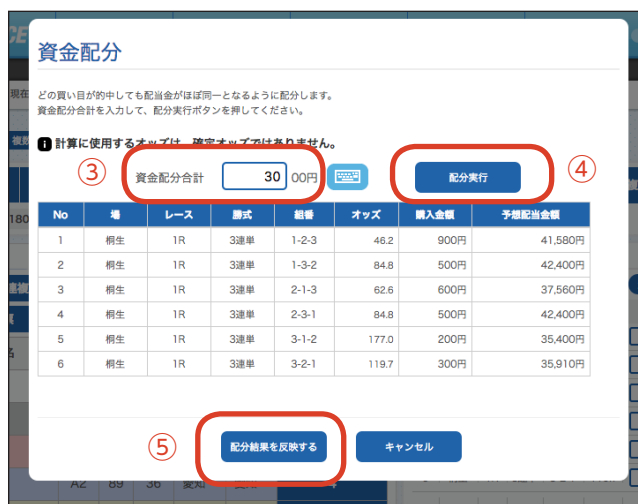 資金配分
どの買い目が的中しても配当金がほぼ同一となるように配分します。
資金配分合計を入力して、配分実行ボタンを押してください。
計算に使用するオッズは、確定オッズではありません。
③ 資金配分合計 30 00円 配分実行 ④
No 場 レース 勝式 組番 オッズ 購入金額 予想配当金額
1 桐生 1R 3連単 1-2-3 46.2 900円 41,580円
2 桐生 1R 3連単 1-3-2 84.8 500円 42,400円
3 桐生 1R 3連単 2-1-3 62.6 600円 37,560円
4 桐生 1R 3連単 2-3-1 84.8 500円 42,400円
5 桐生 1R 3連単 3-1-2 177.0 200円 35,400円
6 桐生 1R 3連単 3-2-1 119.7 300円 35,910円
⑤ 配分結果を反映する キャンセル
A2 89 36 愛知